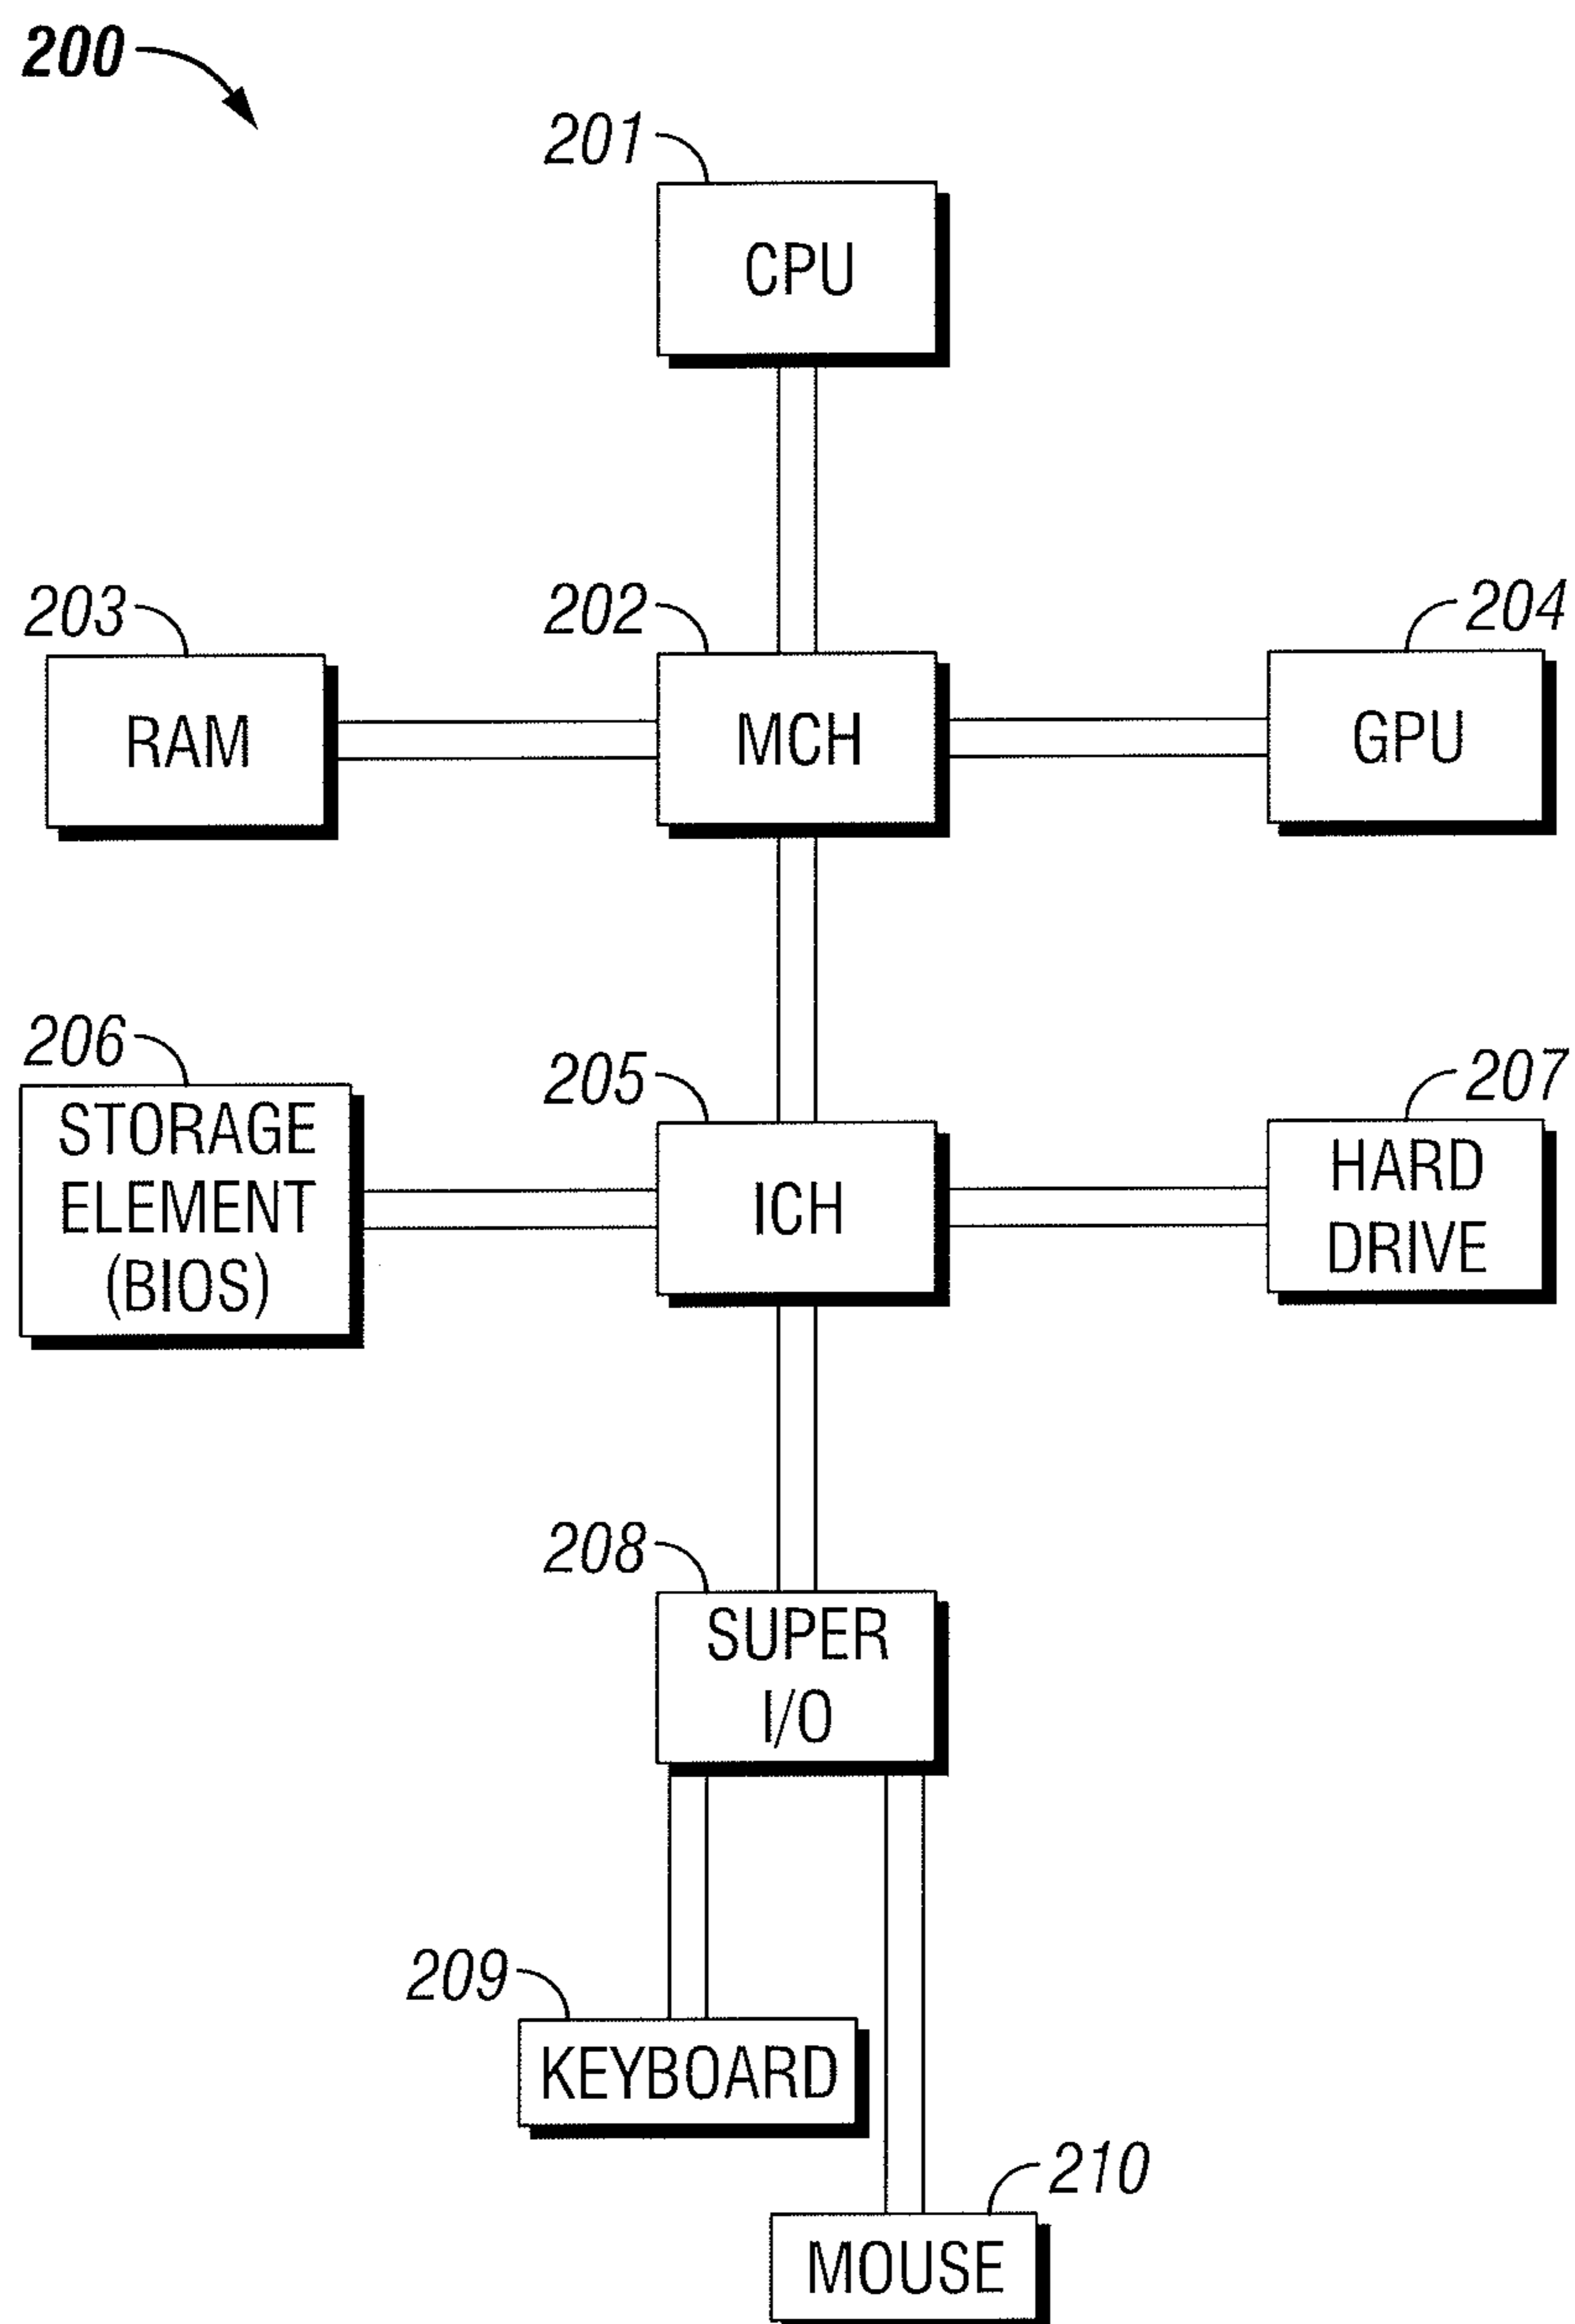 200
201
CPU
203
202
204
RAM
MCH
GPU
206
205
207
STORAGE
ELEMENT
(BIOS)
ICH
HARD
DRIVE
208
SUPER
I/O
209
KEYBOARD
210
MOUSE